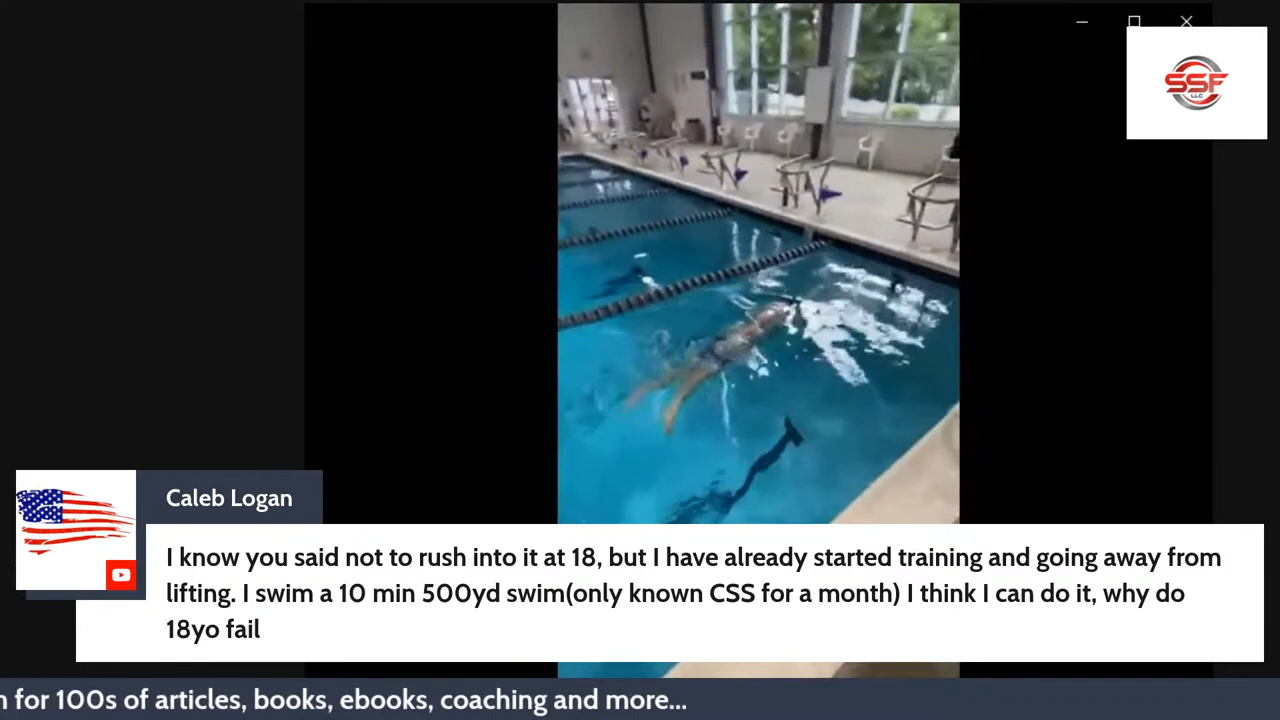 SSF
LLC
Caleb Logan
I know you said not to rush into it at 18, but I have already started training and going away from
lifting. I swim a 10 min 500yd swim(only known CSS for a month) I think I can do it, why do
18yo fail
n for 100s of articles, books, ebooks, coaching and more...